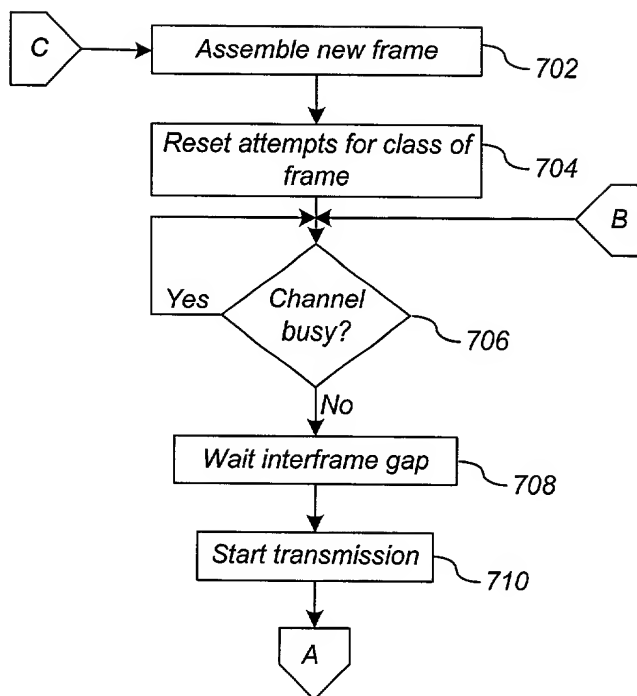 C
Assemble new frame
702
Reset attempts for class of
frame
704
B
Yes
Channel
busy?
706
No
Wait interframe gap
708
Start transmission
710
A